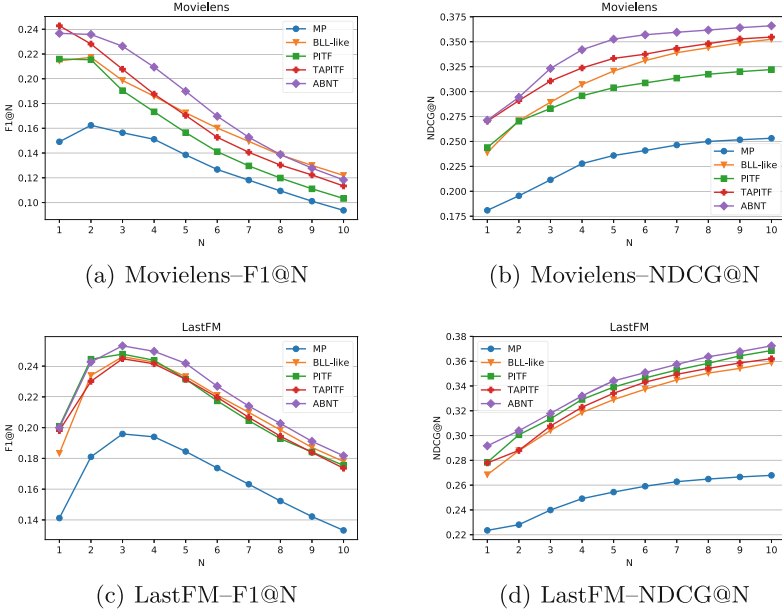 Movielens
F1@N
0.24
0.22
0.20
0.18
0.16
0.14
0.12
0.10
MP
BLL-like
PITF
TAPITF
ABNT
1 2 3 4 5 6 7 8 9 10
N
(a) Movielens–F1@N
Movielens
NDCG@N
0.375
0.350
0.325
0.300
0.275
0.250
0.225
0.200
0.175
MP
BLL-like
PITF
TAPITF
ABNT
1 2 3 4 5 6 7 8 9 10
N
(b) Movielens–NDCG@N
LastFM
F1@N
0.24
0.22
0.20
0.18
0.16
0.14
MP
BLL-like
PITF
TAPITF
ABNT
1 2 3 4 5 6 7 8 9 10
N
(c) LastFM–F1@N
LastFM
NDCG@N
0.38
0.36
0.34
0.32
0.30
0.28
0.26
0.24
0.22
MP
BLL-like
PITF
TAPITF
ABNT
1 2 3 4 5 6 7 8 9 10
N
(d) LastFM–NDCG@N